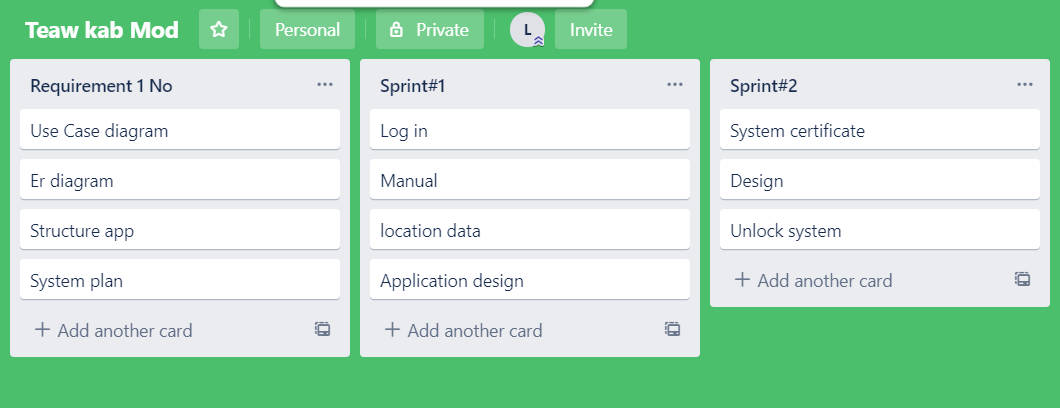 Teaw kab Mod
Personal
Private
L
Invite
Requirement 1 No
Use Case diagram
Er diagram
Structure app
System plan
Add another card
Sprint#1
Log in
Manual
location data
Application design
Add another card
Sprint#2
System certificate
Design
Unlock system
Add another card